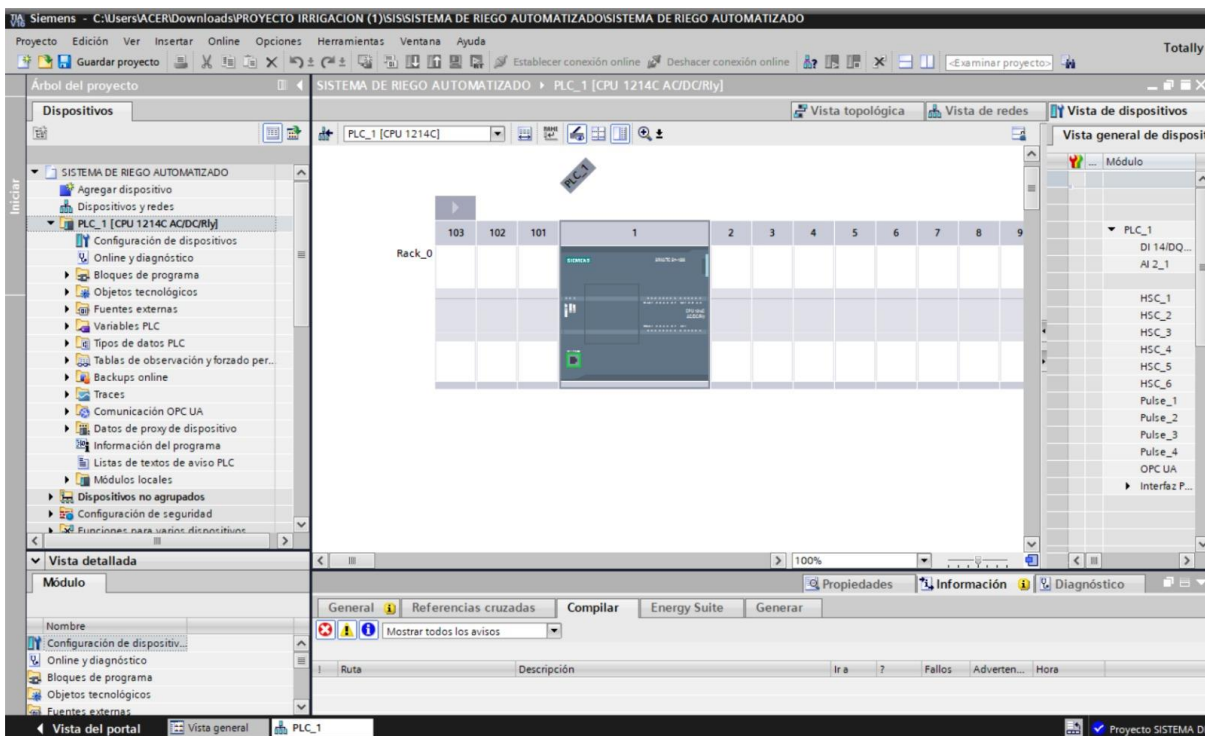 Siemens - C:\Users\ACER\Downloads\PROYECTO IRRIGACION (1)\SIS\SISTEMA DE RIEGO AUTOMATIZADO\SISTEMA DE RIEGO AUTOMATIZADO
Proyecto Edición Ver Insertar Online Opciones Herramientas Ventana Ayuda
Totally
Guardar proyecto Establecer conexión online Deshacer conexión online <Examinar proyecto>
Árbol del proyecto
SISTEMA DE RIEGO AUTOMATIZADO PLC_1 [CPU 1214C AC/DC/Rly]
Dispositivos
Vista topológica Vista de redes Vista de dispositivos
PLC_1 [CPU 1214C]
Vista general de disposit
Iniciar
SISTEMA DE RIEGO AUTOMATIZADO
Agregar dispositivo
Dispositivos y redes
PLC_1 [CPU 1214C AC/DC/Rly]
Configuración de dispositivos
Online y diagnóstico
Bloques de programa
Objetos tecnológicos
Fuentes externas
Variables PLC
Tipos de datos PLC
Tablas de observación y forzado per...
Backups online
Traces
Comunicación OPC UA
Datos de proxy de dispositivo
Información del programa
Listas de textos de aviso PLC
Módulos locales
Dispositivos no agrupados
Configuración de seguridad
Funciones para varios dispositivos
PLC_1
103 102 101 1 2 3 4 5 6 7 8 9
Rack_0
SIEMENS
... Módulo
PLC_1
DI 14/DQ...
AI 2_1
HSC_1
HSC_2
HSC_3
HSC_4
HSC_5
HSC_6
Pulse_1
Pulse_2
Pulse_3
Pulse_4
OPC UA
Interfaz P...
100%
Vista detallada
Módulo
Nombre
Configuración de dispositiv...
Online y diagnóstico
Bloques de programa
Objetos tecnológicos
Fuentes externas
Propiedades Información Diagnóstico
General Referencias cruzadas Compilar Energy Suite Generar
Mostrar todos los avisos
! Ruta Descripción Ir a ? Fallos Adverten... Hora
Vista del portal Vista general PLC_1 Proyecto SISTEMA D